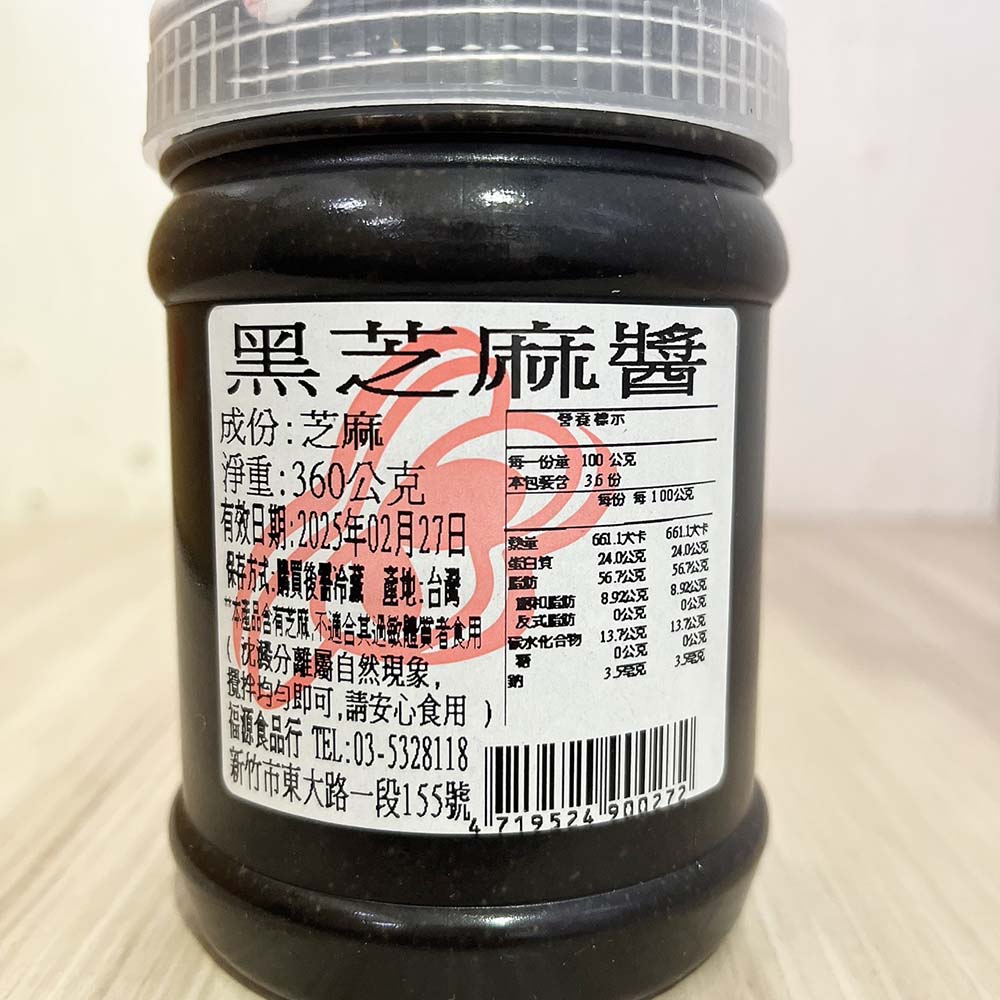 黑芝麻醬
成份:芝麻
淨重:360公克
有效日期:2025年02月27日
保存方式:購買後需冷藏 產地:台灣
**本產品含有芝麻,不適合其過敏體質者食用
(沉澱分離屬自然現象,
攪拌均勻即可,請安心食用 )
福源食品行 TEL:03-5328118
新竹市東大路一段155號
營養標示
每一份量 100 公克
本包裝含 3.6 份
每份 每100公克
熱量 661.1大卡 661.1大卡
蛋白質 24.0公克 24.0公克
脂肪 56.7公克 56.7公克
飽和脂肪 8.92公克 8.92公克
反式脂肪 0公克 0公克
碳水化合物 13.7公克 13.7公克
糖 0公克 0公克
鈉 3.5毫克 3.5毫克
4 719524 900272